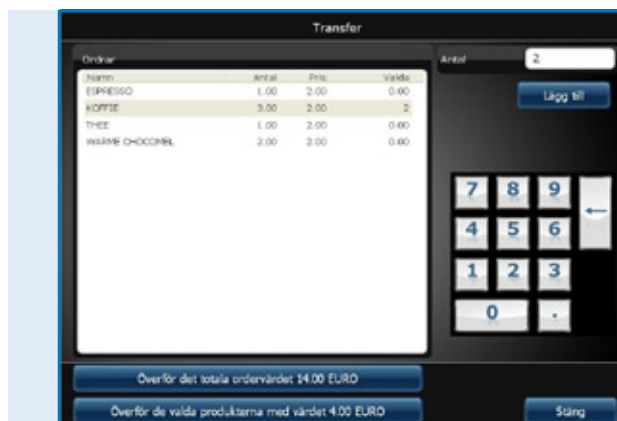 Transfer
Ordrar
Antal 2
Namn Antal Pris Valda
ESPRESSO 1.00 2.00 0.00
KOFFIE 3.00 2.00 2
THEE 1.00 2.00 0.00
WARME CHOCOMEL 2.00 2.00 0.00
Lägg till
7 8 9 ←
4 5 6
1 2 3
0 .
Överför det totala ordervärdet 14.00 EURO
Överför de valda produkterna med värdet 4.00 EURO
Stäng